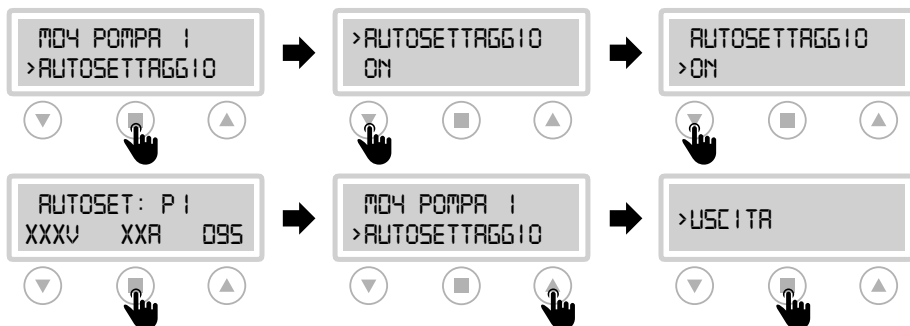 MD4 POMPA 1
>AUTOSETTAGGIO
>AUTOSETTAGGIO
ON
AUTOSETTAGGIO
>ON
AUTOSET: P1
XXXV XXA 095
MD4 POMPA 1
>AUTOSETTAGGIO
>USCITA